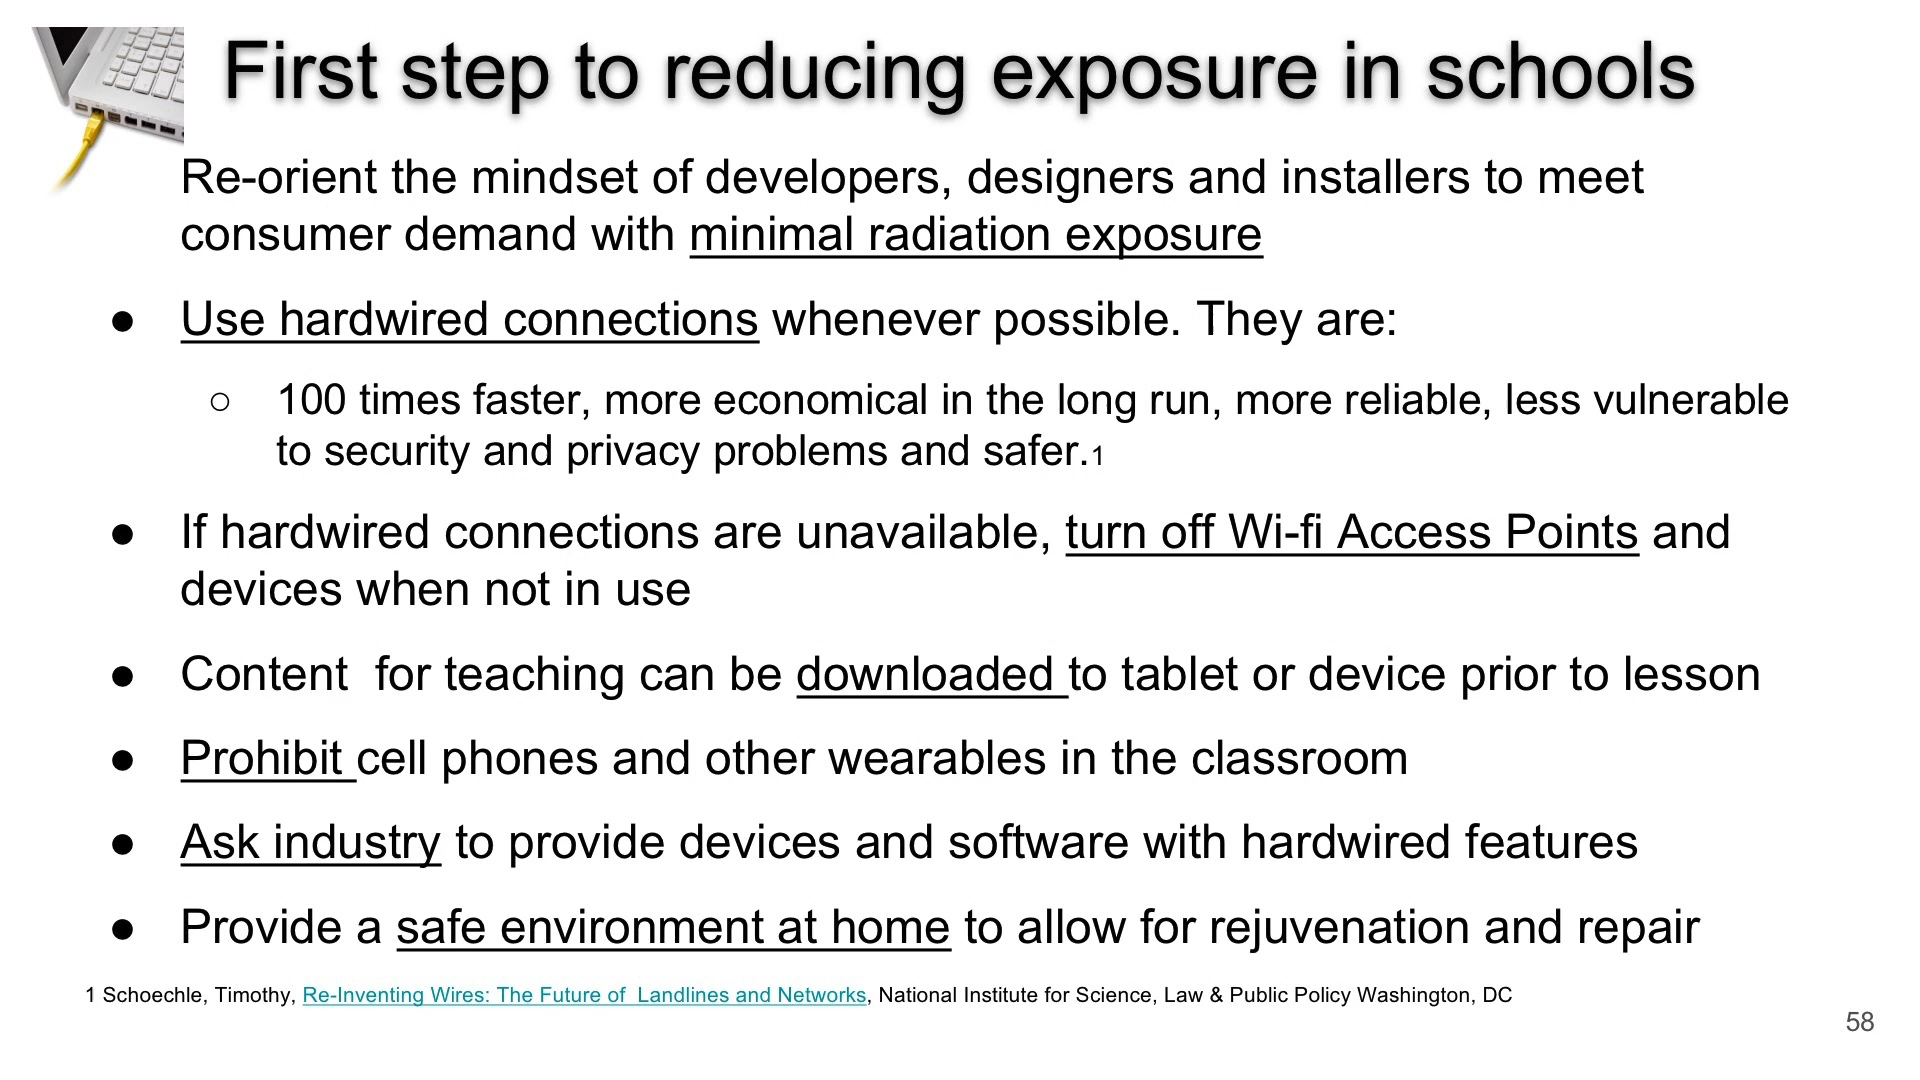 First step to reducing exposure in schools
Re-orient the mindset of developers, designers and installers to meet
consumer demand with minimal radiation exposure
● Use hardwired connections whenever possible. They are:
○ 100 times faster, more economical in the long run, more reliable, less vulnerable
to security and privacy problems and safer.1
● If hardwired connections are unavailable, turn off Wi-fi Access Points and
devices when not in use
● Content  for teaching can be downloaded to tablet or device prior to lesson
● Prohibit cell phones and other wearables in the classroom
● Ask industry to provide devices and software with hardwired features
● Provide a safe environment at home to allow for rejuvenation and repair
1 Schoechle, Timothy, Re-Inventing Wires: The Future of  Landlines and Networks, National Institute for Science, Law & Public Policy Washington, DC
58